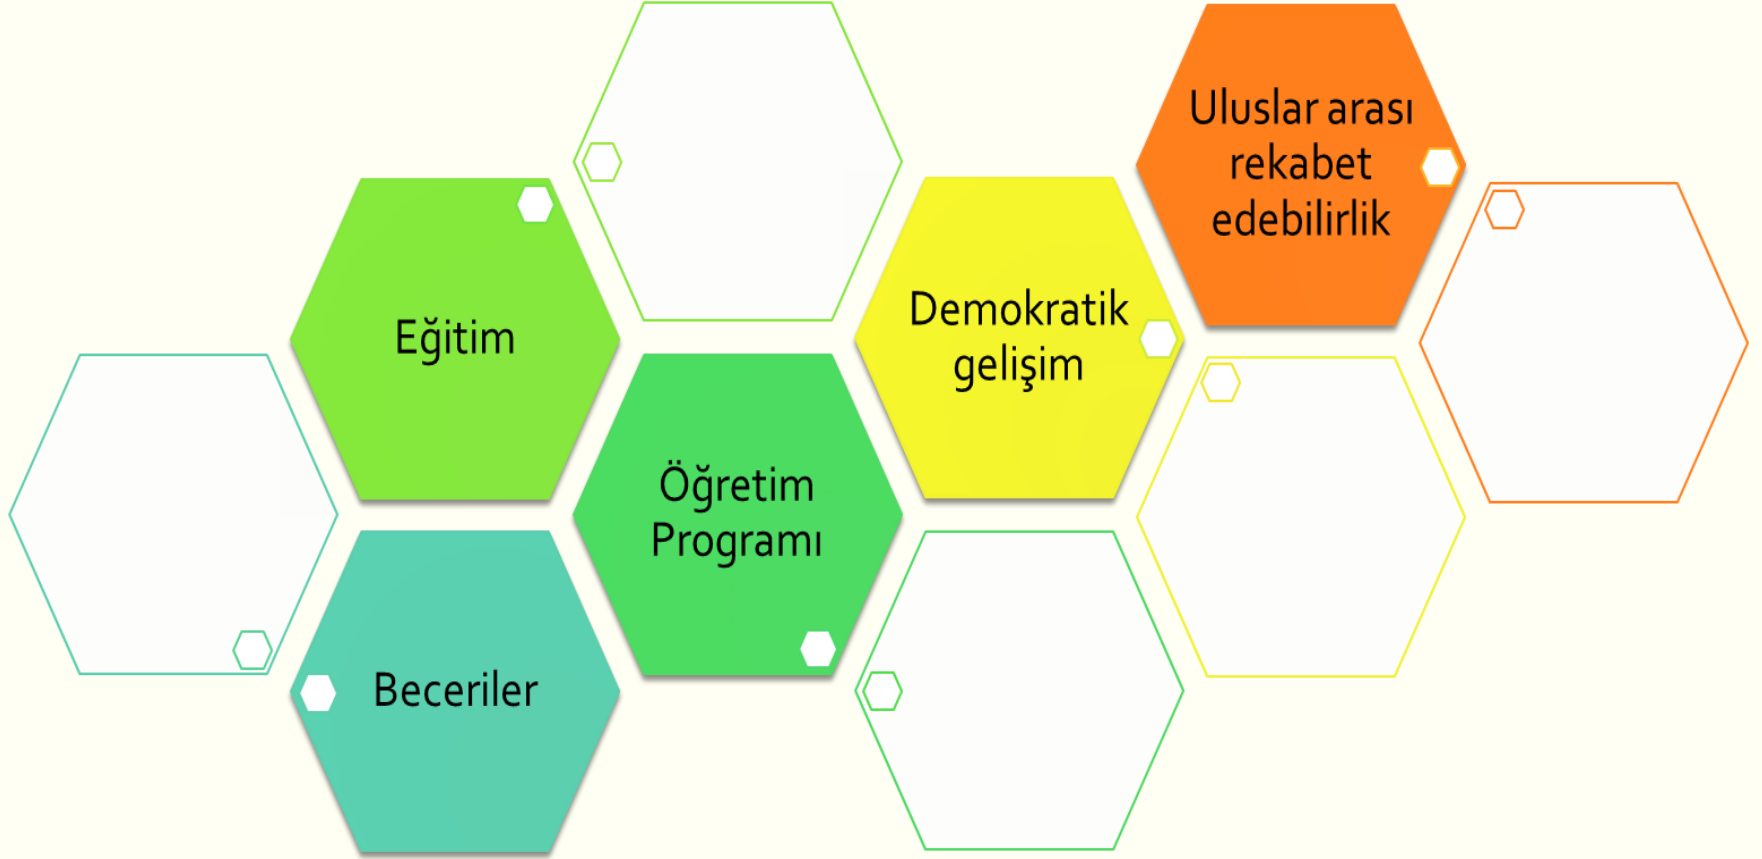 Uluslar arası
rekabet
edebilirlik
Eğitim
Demokratik
gelişim
Öğretim
Programı
Beceriler